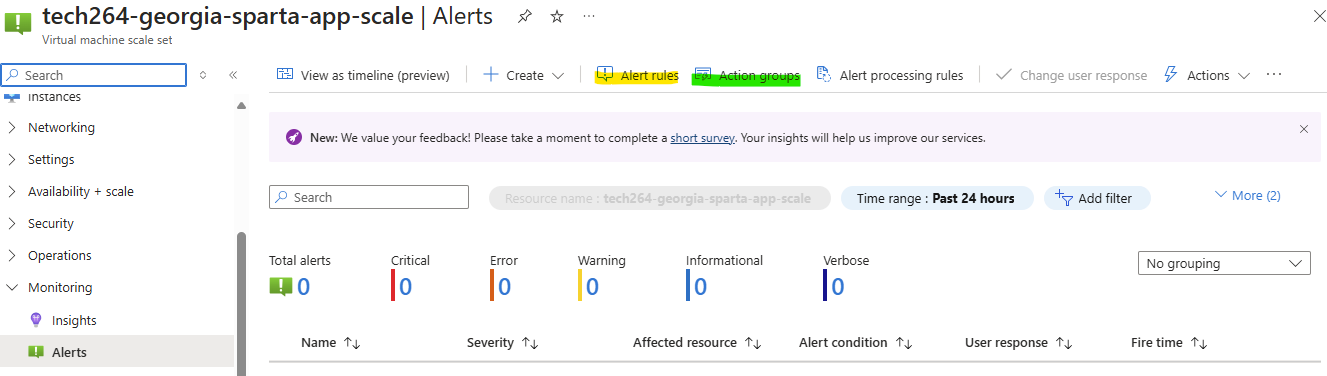 tech264-georgia-sparta-app-scale | Alerts
Virtual machine scale set
Search
View as timeline (preview)
Create
Alert rules
Action groups
Alert processing rules
Change user response
Actions
Instances
Networking
Settings
Availability + scale
Security
Operations
Monitoring
Insights
Alerts
New: We value your feedback! Please take a moment to complete a short survey. Your insights will help us improve our services.
Search
Resource name : tech264-georgia-sparta-app-scale
Time range : Past 24 hours
Add filter
More (2)
Total alerts
0
Critical
0
Error
0
Warning
0
Informational
0
Verbose
0
No grouping
Name
Severity
Affected resource
Alert condition
User response
Fire time